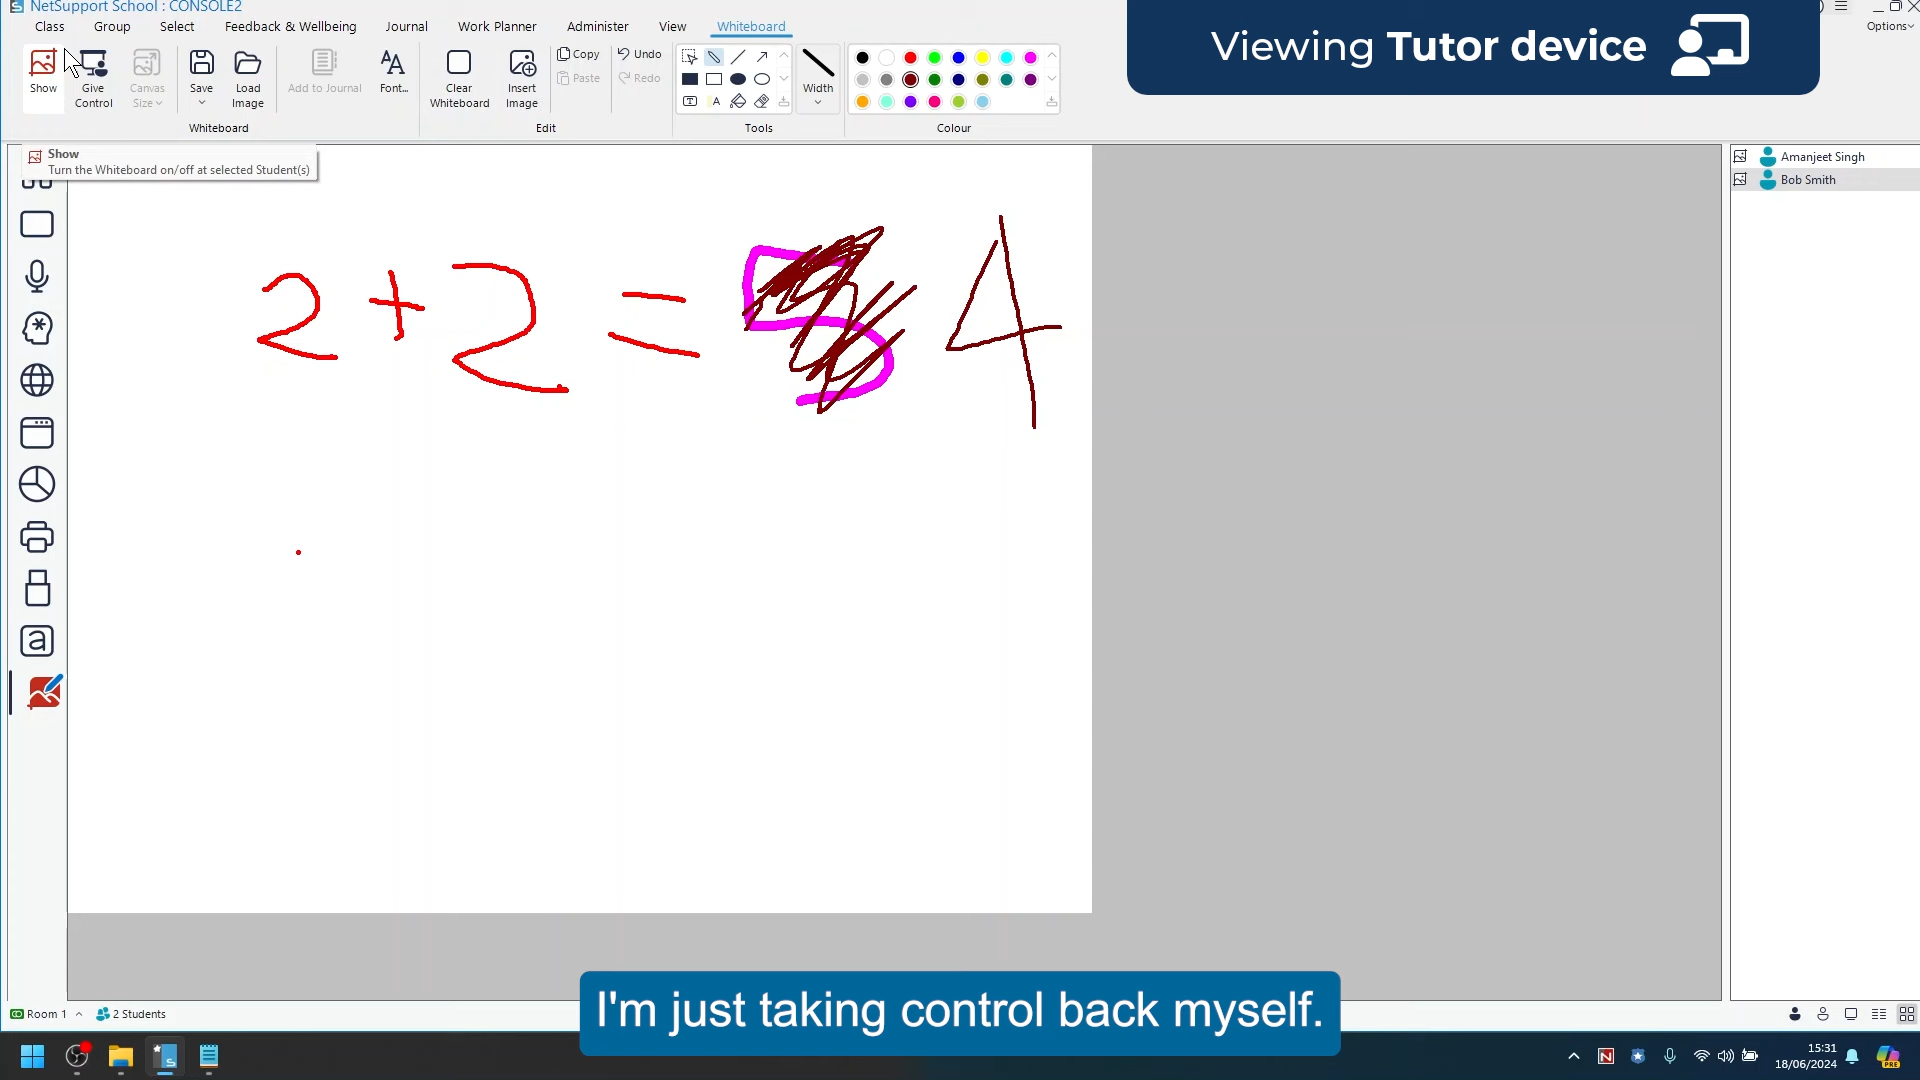 NetSupport School : CONSOLE2
Class Group Select Feedback & Wellbeing Journal Work Planner Administer View Whiteboard
Options
Viewing Tutor device
Show
Give Control
Canvas Size
Save
Load Image
Add to Journal
Font...
Clear Whiteboard
Insert Image
Copy
Paste
Undo
Redo
Width
Whiteboard
Edit
Tools
Colour
Show
Turn the Whiteboard on/off at selected Student(s)
Amanjeet Singh
Bob Smith
2 + 2 = 5 4
I'm just taking control back myself.
Room 1
2 Students
15:31
18/06/2024